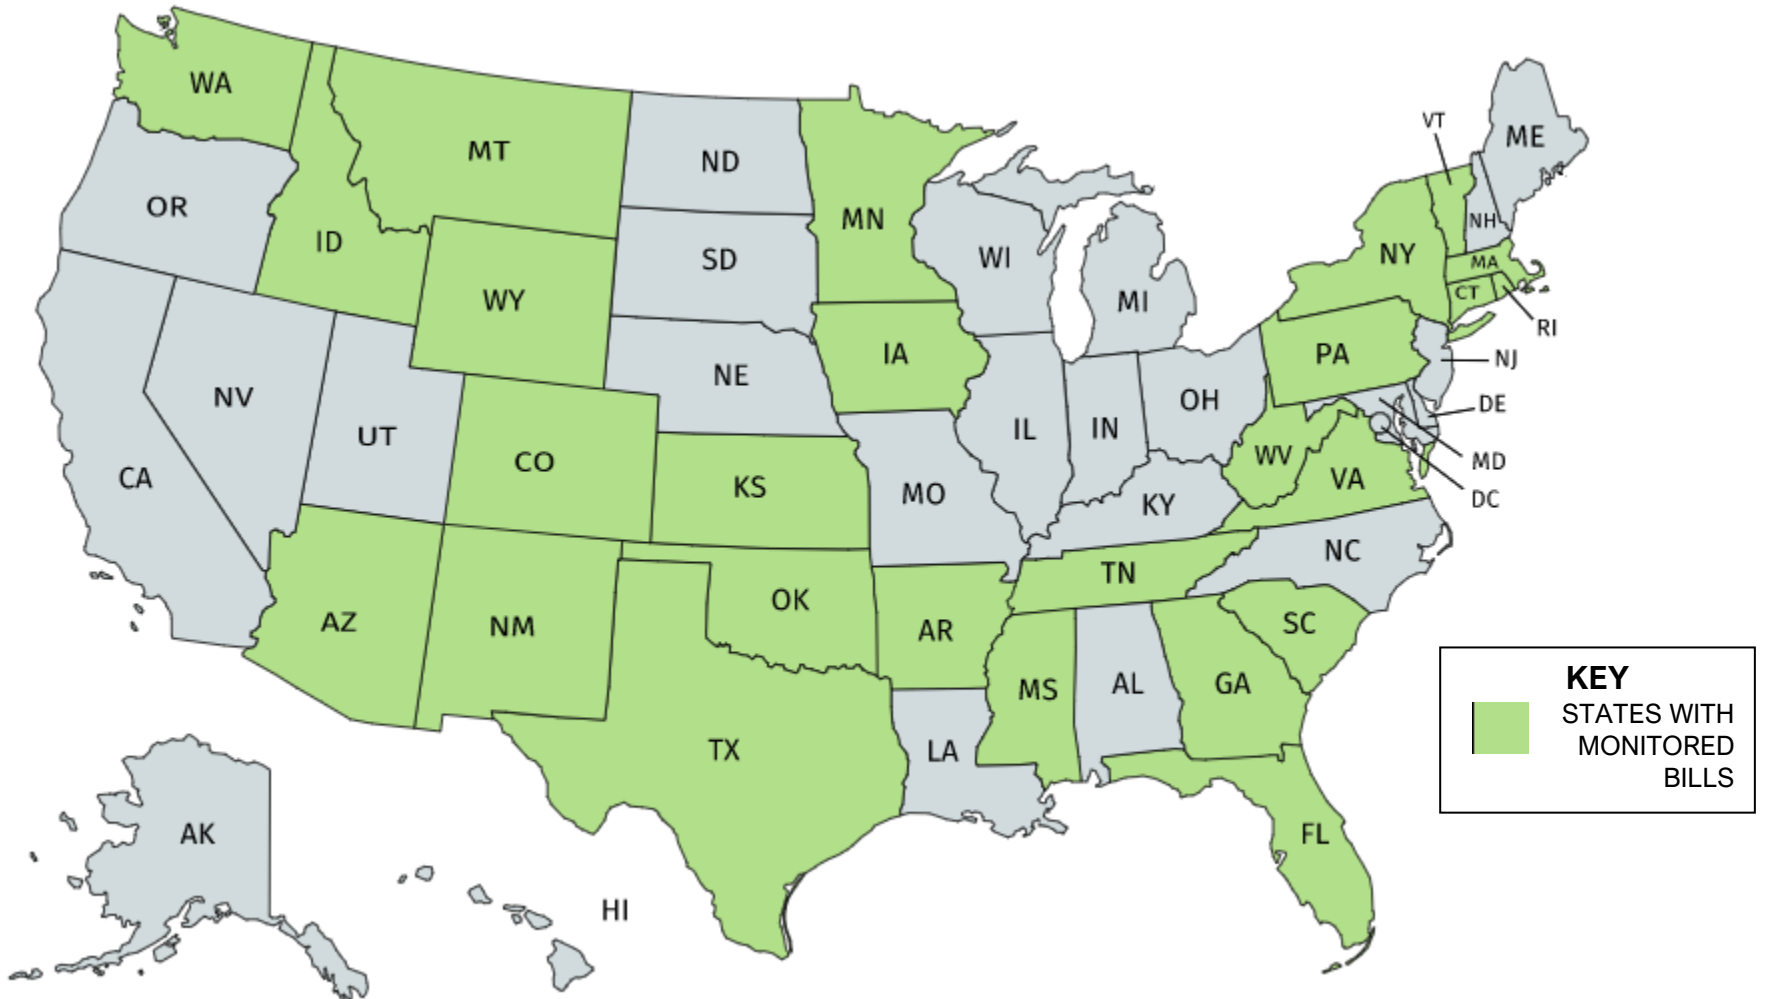 WA
MT
ND
MN
OR
ID
WY
SD
WI
MI
VT
ME
NH
NY
MA
CT
RI
IA
PA
NJ
NV
UT
NE
IL
IN
OH
DE
CA
CO
KS
MO
KY
WV
VA
MD
DC
AZ
NM
OK
AR
TN
NC
SC
TX
LA
MS
AL
GA
FL
AK
HI
KEY
STATES WITH
MONITORED
BILLS